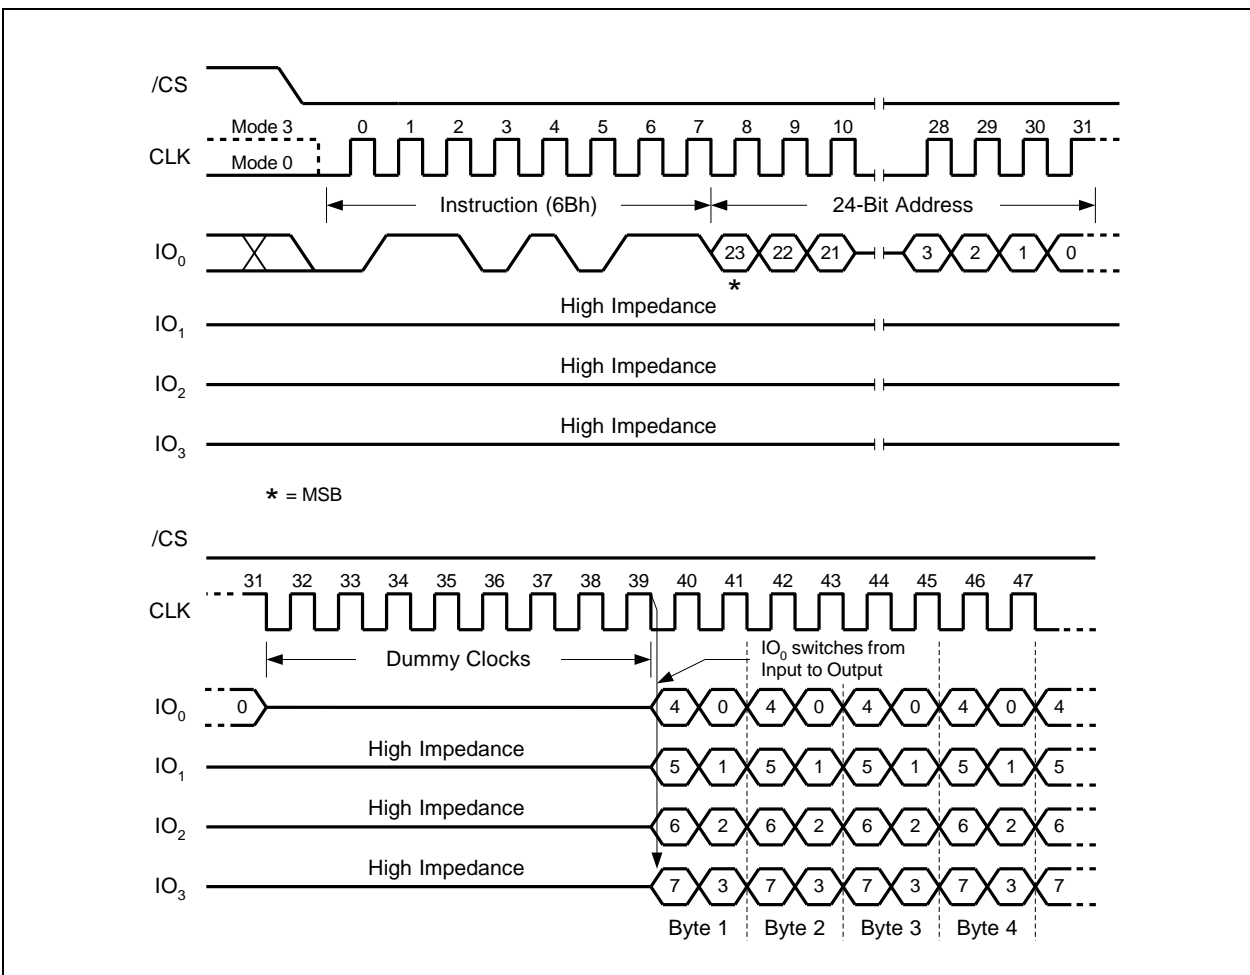 /CS
Mode 3 0 1 2 3 4 5 6 7 8 9 10 28 29 30 31
CLK Mode 0
Instruction (6Bh) 24-Bit Address
IO0 23 22 21 3 2 1 0
*
High Impedance
IO1
High Impedance
IO2
High Impedance
IO3
* = MSB
/CS
31 32 33 34 35 36 37 38 39 40 41 42 43 44 45 46 47
CLK
Dummy Clocks
IO0 switches from
Input to Output
IO0 0 4 0 4 0 4 0 4 0 4
High Impedance
IO1 5 1 5 1 5 1 5 1 5
High Impedance
IO2 6 2 6 2 6 2 6 2 6
High Impedance
IO3 7 3 7 3 7 3 7 3 7
Byte 1 Byte 2 Byte 3 Byte 4